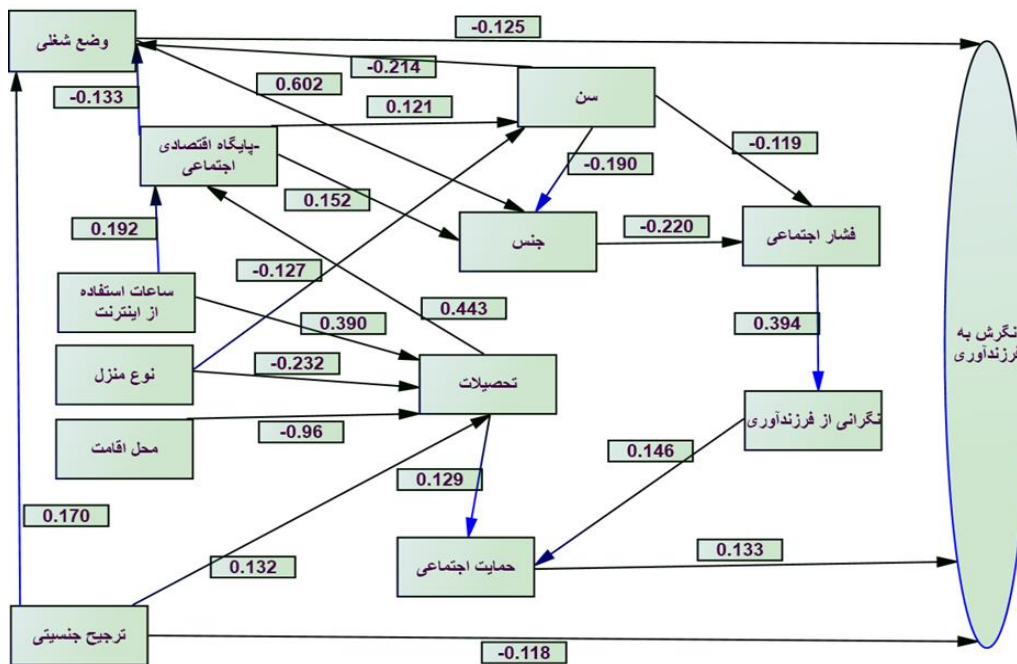 وضع شغلی
-0.125
-0.214
سن
-0.133
0.602
0.121
پایگاه اقتصادی-
اجتماعی
-0.119
-0.190
0.152
جنس
-0.220
فشار اجتماعی
0.192
-0.127
ساعات استفاده
از اینترنت
0.443
0.390
0.394
نگرش به
فرزندآوری
نوع منزل
-0.232
تحصیلات
محل اقامت
-0.96
نگرانی از فرزندآوری
0.146
0.129
0.170
0.132
حمایت اجتماعی
0.133
ترجیح جنسیتی
-0.118